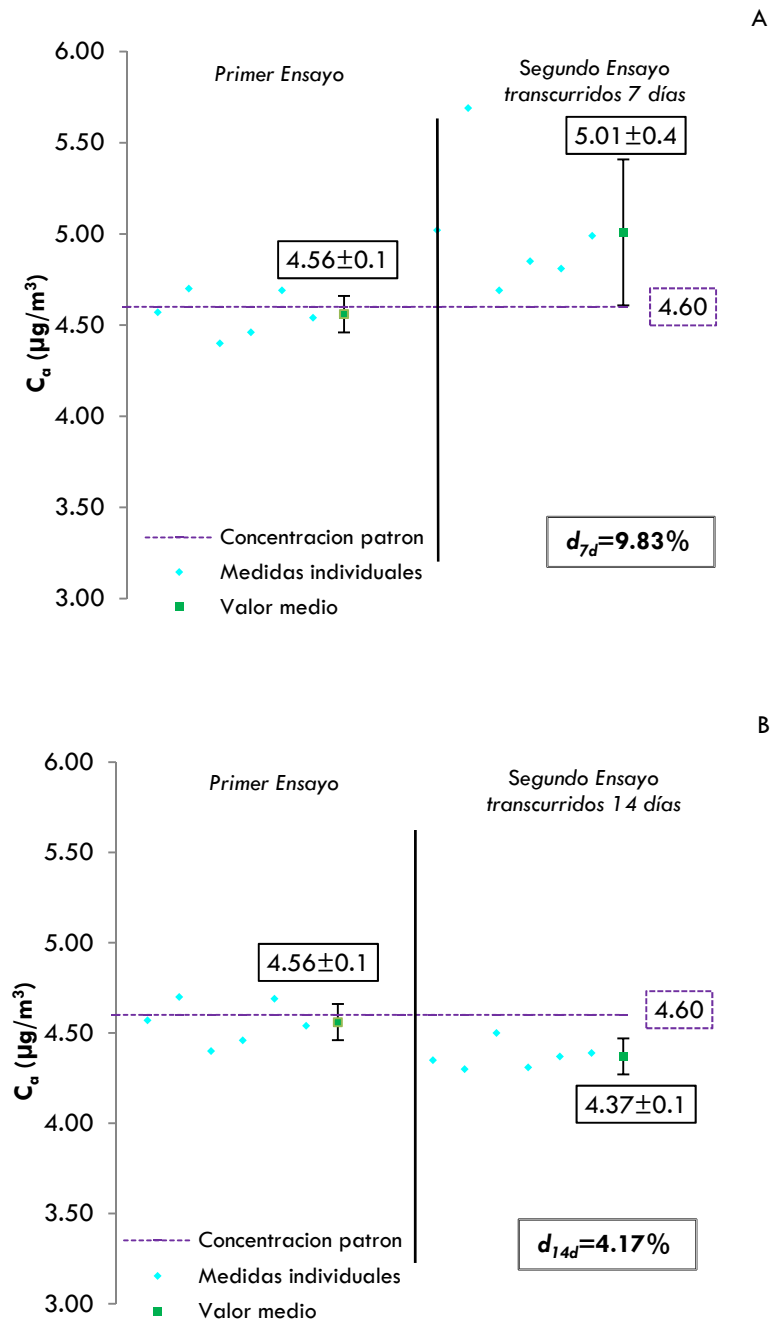 A
6.00
Primer Ensayo
Segundo Ensayo
transcurridos 7 días
5.50
5.01±0.4
5.00
4.56±0.1
4.60
4.50
Cα (µg/m³)
4.00
3.50
Concentracion patron
d7d=9.83%
Medidas individuales
3.00
Valor medio
B
6.00
Primer Ensayo
Segundo Ensayo
transcurridos 14 días
5.50
5.00
4.56±0.1
4.60
4.50
Cα (µg/m³)
4.37±0.1
4.00
3.50
Concentracion patron
d14d=4.17%
Medidas individuales
3.00
Valor medio